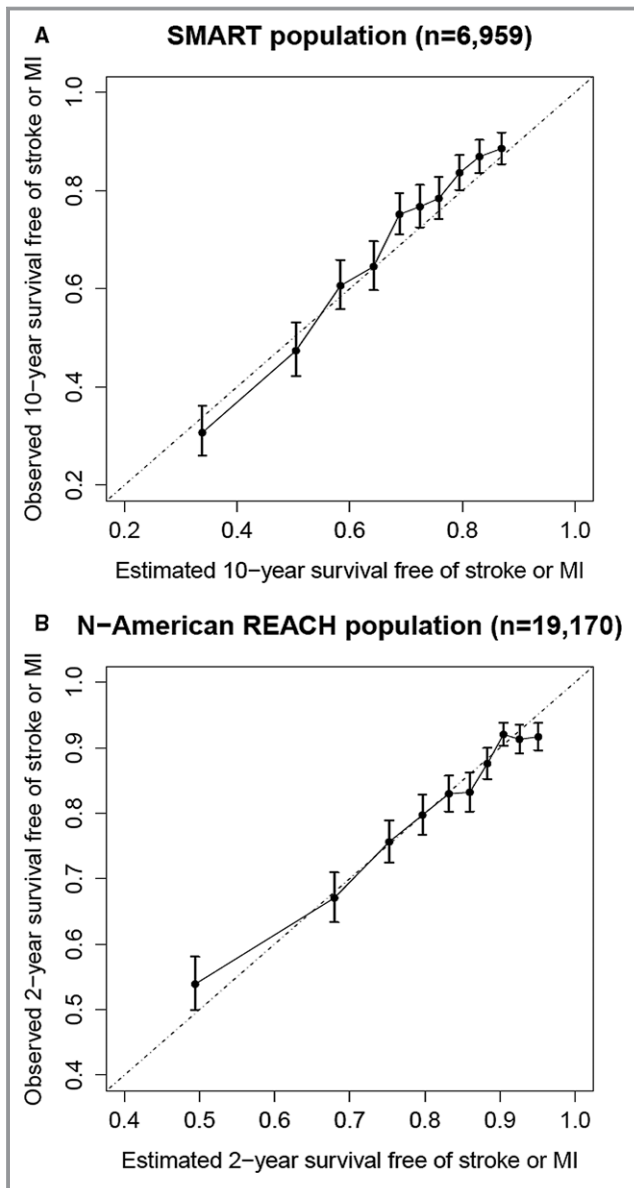 A SMART population (n=6,959)
Observed 10−year survival free of stroke or MI
1.0
0.8
0.6
0.4
0.2
0.2 0.4 0.6 0.8 1.0
Estimated 10−year survival free of stroke or MI
B N−American REACH population (n=19,170)
Observed 2−year survival free of stroke or MI
1.0
0.9
0.8
0.7
0.6
0.5
0.4
0.4 0.5 0.6 0.7 0.8 0.9 1.0
Estimated 2−year survival free of stroke or MI